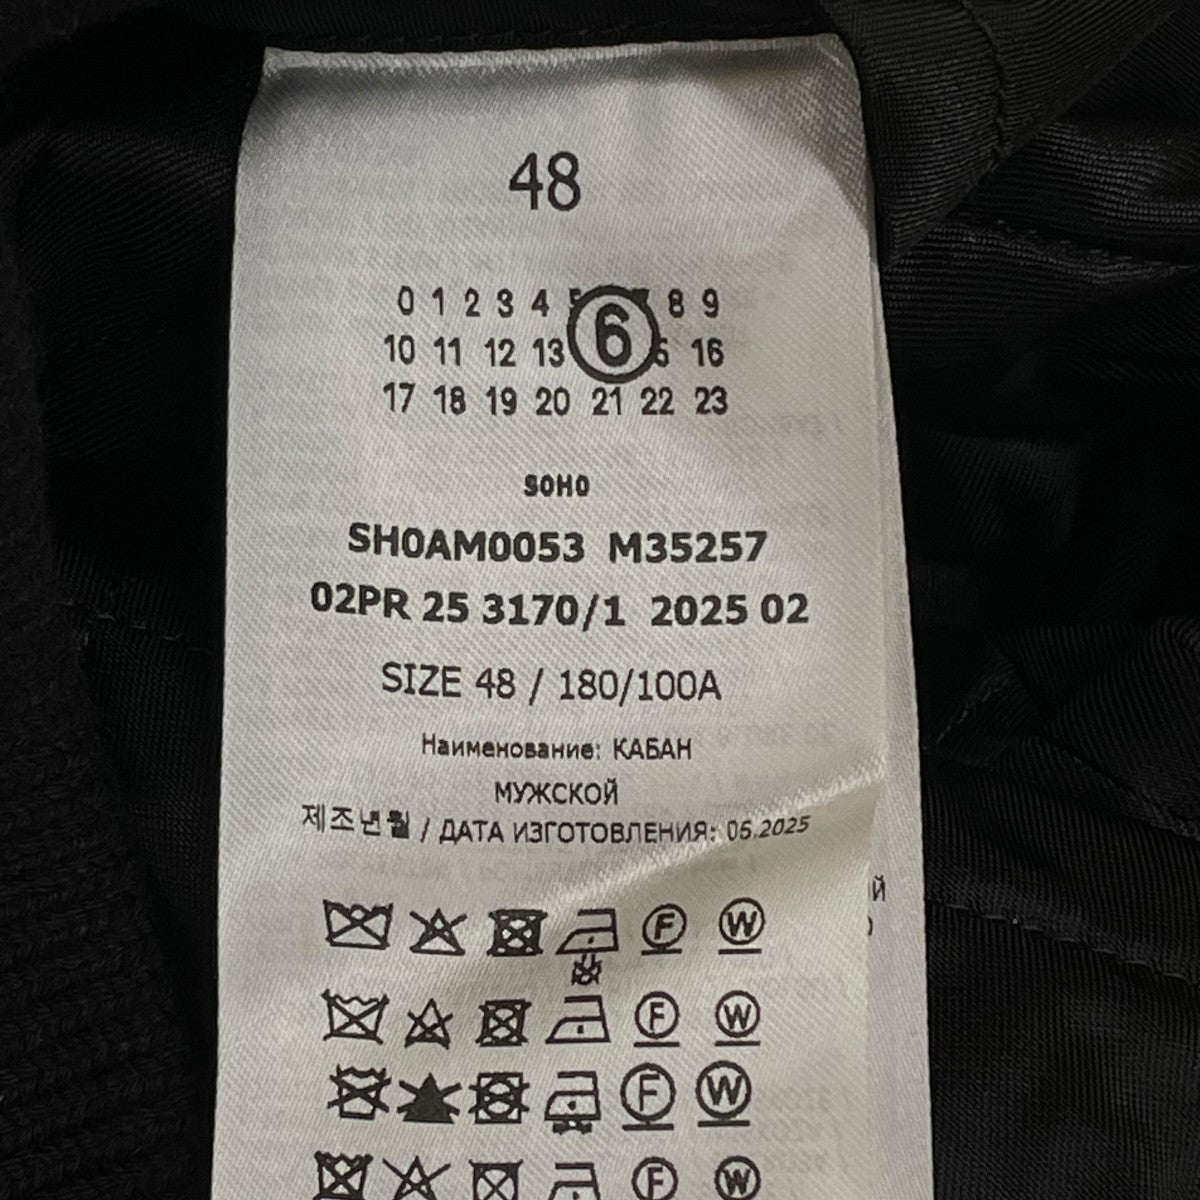 48
0 1 2 3 4 8 9
10 11 12 13 6 16
17 18 19 20 21 22 23
SOHO
SH0AM0053 M35257
02PR 25 3170/1 2025 02
SIZE 48 / 180/100A
Наименование: КАБАН
МУЖСКОЙ
제조년월 / ДАТА ИЗГОТОВЛЕНИЯ: 06.2025
F W
F W
F W
F W